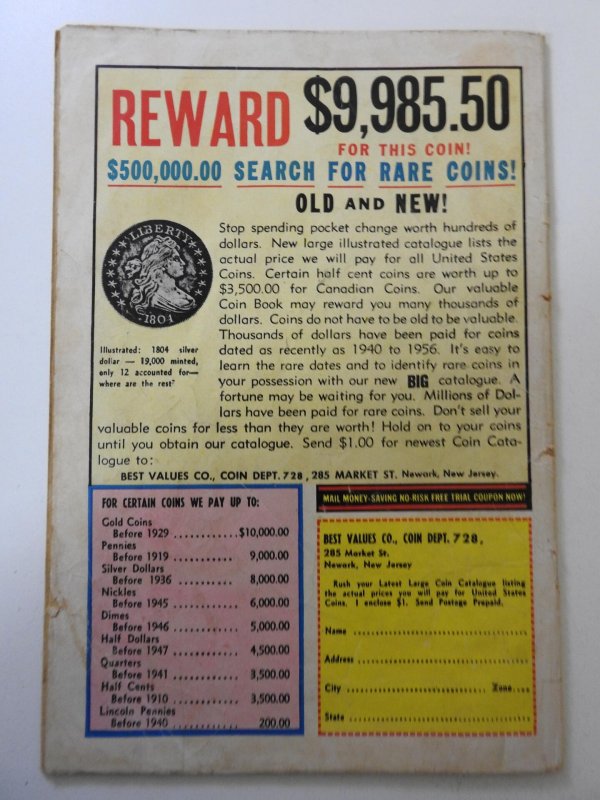 REWARD $9,985.50
FOR THIS COIN!
$500,000.00 SEARCH FOR RARE COINS!
OLD AND NEW!
LIBERTY
1804
Illustrated: 1804 silver
dollar — 19,000 minted,
only 12 accounted for—
where are the rest?
Stop spending pocket change worth hundreds of
dollars. New large illustrated catalogue lists the
actual price we will pay for all United States
Coins. Certain half cent coins are worth up to
$3,500.00 for Canadian Coins. Our valuable
Coin Book may reward you many thousands of
dollars. Coins do not have to be old to be valuable.
Thousands of dollars have been paid for coins
dated as recently as 1940 to 1956. It's easy to
learn the rare dates and to identify rare coins in
your possession with our new BIG catalogue. A
fortune may be waiting for you. Millions of Dol-
lars have been paid for rare coins. Don't sell your
valuable coins for less than they are worth! Hold on to your coins
until you obtain our catalogue. Send $1.00 for newest Coin Cata-
logue to:
BEST VALUES CO., COIN DEPT. 728, 285 MARKET ST. Newark, New Jersey.
FOR CERTAIN COINS WE PAY UP TO:
Gold Coins
Before 1929 ............$10,000.00
Pennies
Before 1919 ............ 9,000.00
Silver Dollars
Before 1936 ............ 8,000.00
Nickles
Before 1945 ............ 6,000.00
Dimes
Before 1946 ............ 5,000.00
Half Dollars
Before 1947 ............ 4,500.00
Quarters
Before 1941 ............ 3,500.00
Half Cents
Before 1910 ............ 3,500.00
Lincoln Pennies
Before 1940 ............ 200.00
MAIL MONEY-SAVING NO-RISK FREE TRIAL COUPON NOW!
BEST VALUES CO., COIN DEPT. 728,
285 Market St.
Newark, New Jersey
Rush your Latest Large Coin Catalogue listing
the actual prices you will pay for United States
Coins. I enclose $1. Send Postage Prepaid.
Name
Address
City Zone
State